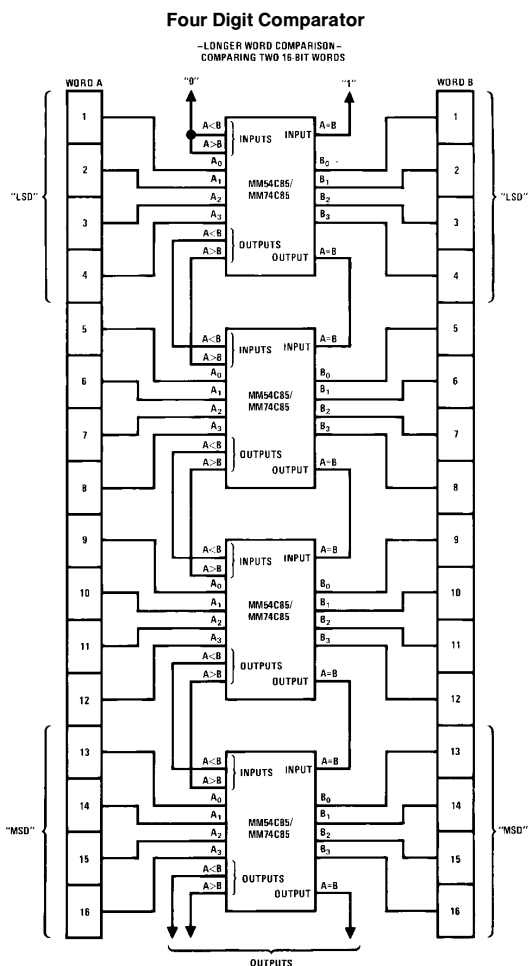 Four Digit Comparator
–LONGER WORD COMPARISON–
COMPARING TWO 16-BIT WORDS
WORD A
"0"
"1"
WORD B
"LSD"
1
2
3
4
5
6
7
8
9
10
11
12
13
14
15
16
"MSD"
A<B
A>B
INPUTS
INPUT
A=B
A0
A1
A2
A3
MM54C85/
MM74C85
B0
B1
B2
B3
A<B
A>B
OUTPUTS
OUTPUT
A=B
A<B
A>B
INPUTS
INPUT
A=B
A0
A1
A2
A3
MM54C85/
MM74C85
B0
B1
B2
B3
A<B
A>B
OUTPUTS
OUTPUT
A=B
A<B
A>B
INPUTS
INPUT
A=B
A0
A1
A2
A3
MM54C85/
MM74C85
B0
B1
B2
B3
A<B
A>B
OUTPUTS
OUTPUT
A=B
A<B
A>B
INPUTS
INPUT
A=B
A0
A1
A2
A3
MM54C85/
MM74C85
B0
B1
B2
B3
A<B
A>B
OUTPUTS
OUTPUT
A=B
1
2
3
4
5
6
7
8
9
10
11
12
13
14
15
16
"LSD"
"MSD"
OUTPUTS